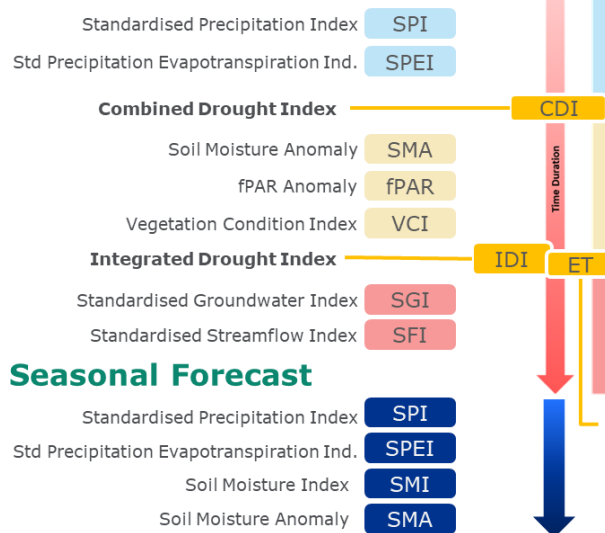 Standardised Precipitation Index SPI
Std Precipitation Evapotranspiration Ind. SPEI
Combined Drought Index CDI
Soil Moisture Anomaly SMA
fPAR Anomaly fPAR
Time Duration
Vegetation Condition Index VCI
Integrated Drought Index IDI ET
Standardised Groundwater Index SGI
Standardised Streamflow Index SFI
Seasonal Forecast
Standardised Precipitation Index SPI
Std Precipitation Evapotranspiration Ind. SPEI
Soil Moisture Index SMI
Soil Moisture Anomaly SMA